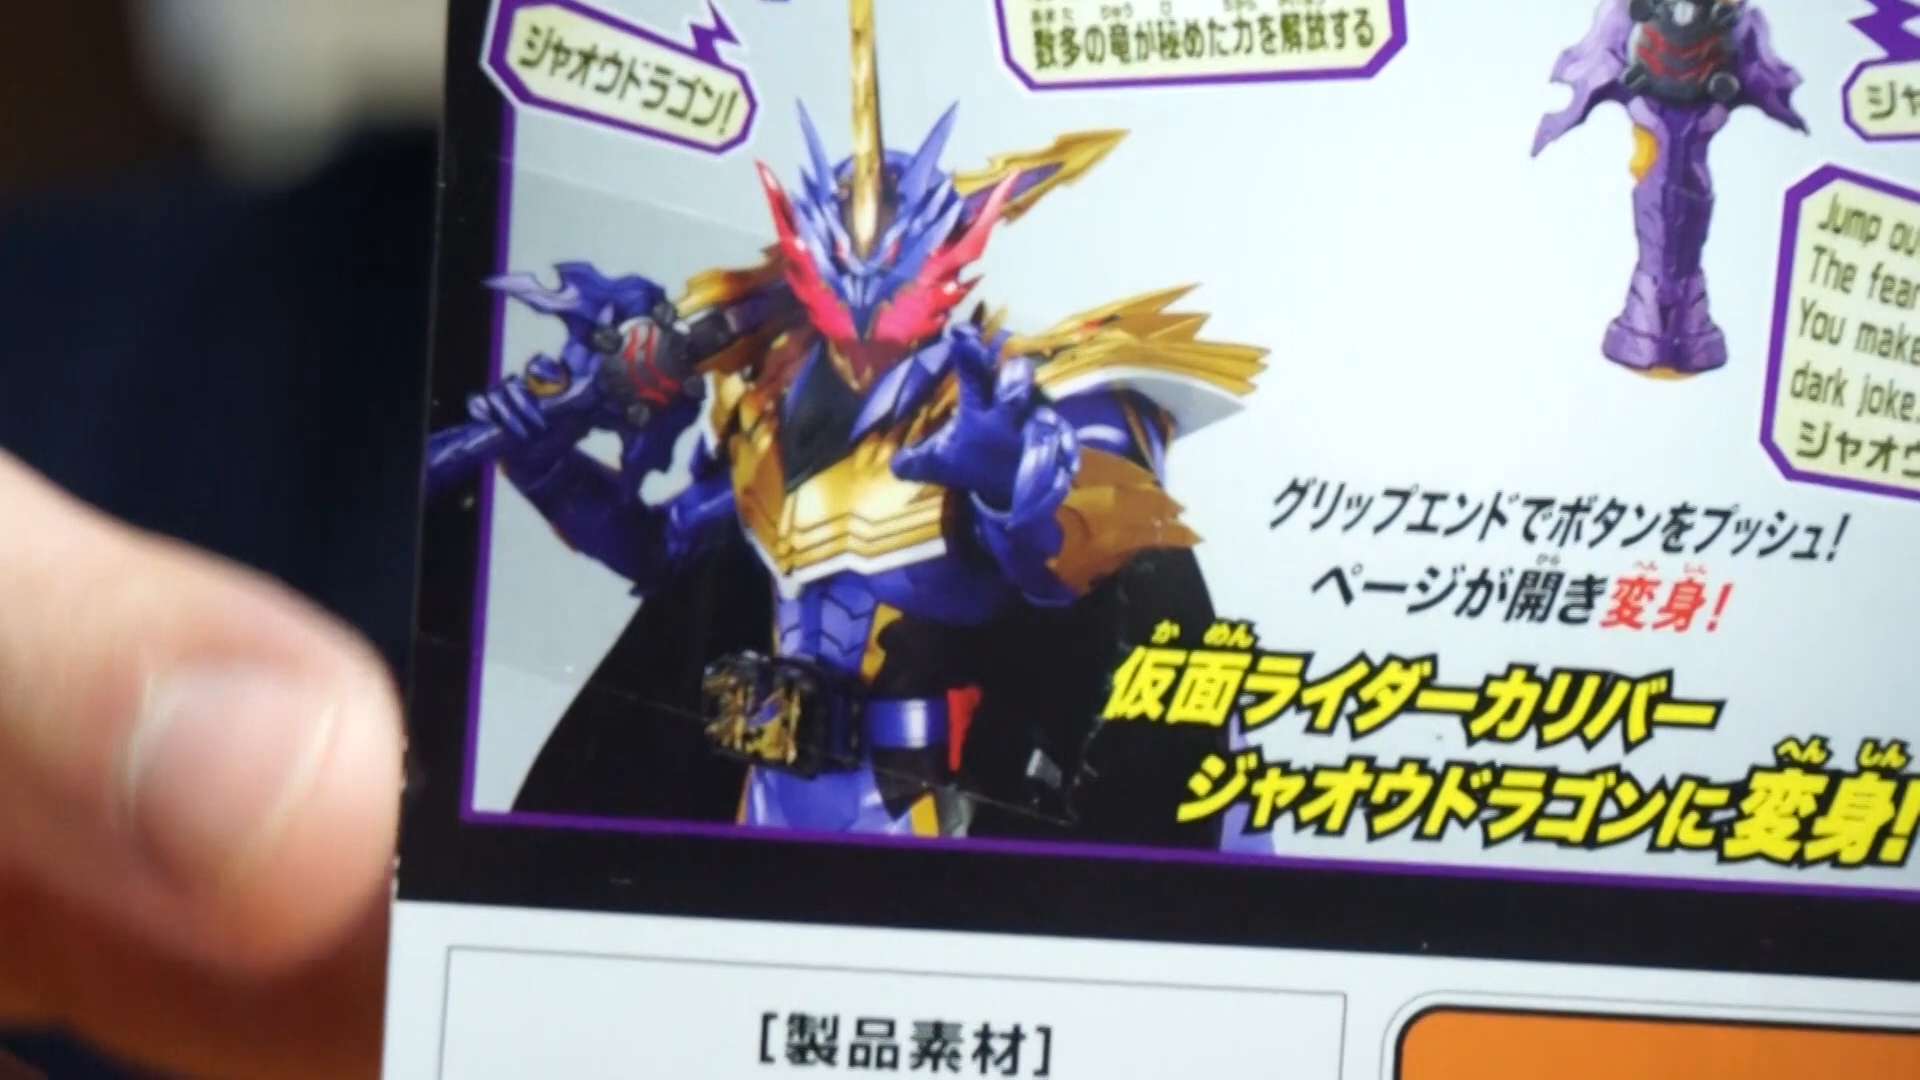 ジャオウドラゴン!
数多の竜が極めた力を解放する
Jump ou
The fear
You make
dark joke.
ジャオウ
グリップエンドでボタンをプッシュ!
ページが開き変身!
仮面ライダーカリバー
ジャオウドラゴンに変身!
[製品素材]